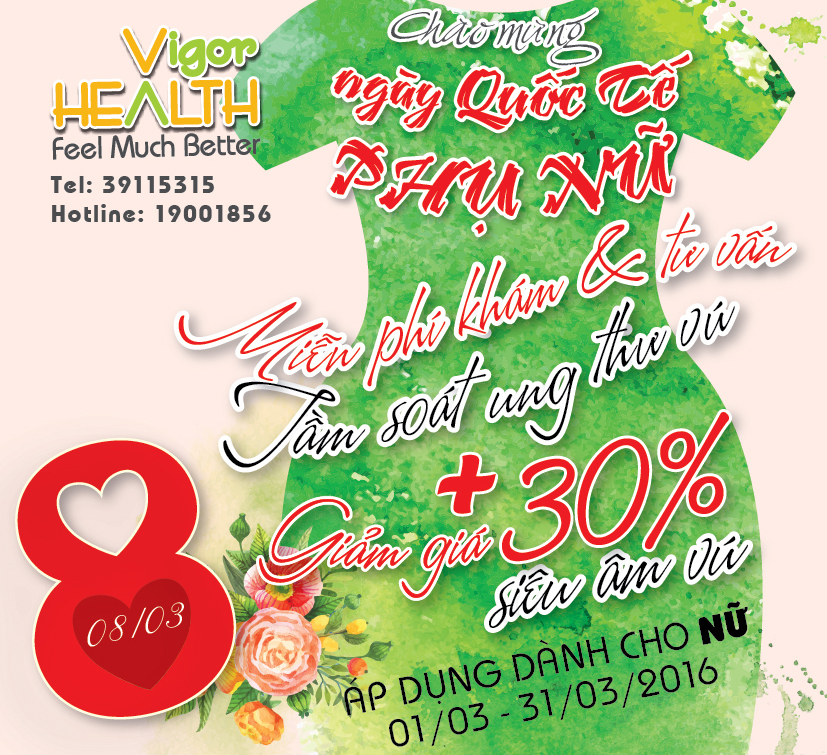 Vigor
HEALTH
Feel Much Better
Tel: 39115315
Hotline: 19001856
Chào mừng
ngày Quốc Tế
PHỤ NỮ
Miễn phí khám & tư vấn
Tầm soát ung thư vú
+
Giảm giá 30%
siêu âm vú
8
08/03
ÁP DỤNG DÀNH CHO NỮ
01/03 - 31/03/2016